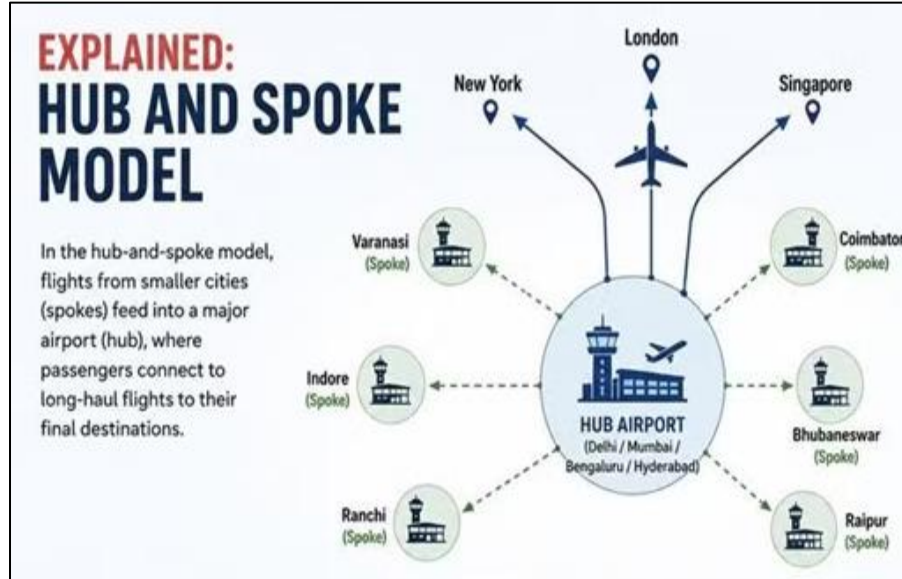 EXPLAINED:
HUB AND SPOKE
MODEL
In the hub-and-spoke model,
flights from smaller cities
(spokes) feed into a major
airport (hub), where
passengers connect to
long-haul flights to their
final destinations.
London
New York
Singapore
Varanasi
(Spoke)
Coimbator
(Spoke)
Indore
(Spoke)
HUB AIRPORT
(Delhi / Mumbai /
Bengaluru / Hyderabad)
Bhubaneswar
(Spoke)
Ranchi
(Spoke)
Raipur
(Spoke)